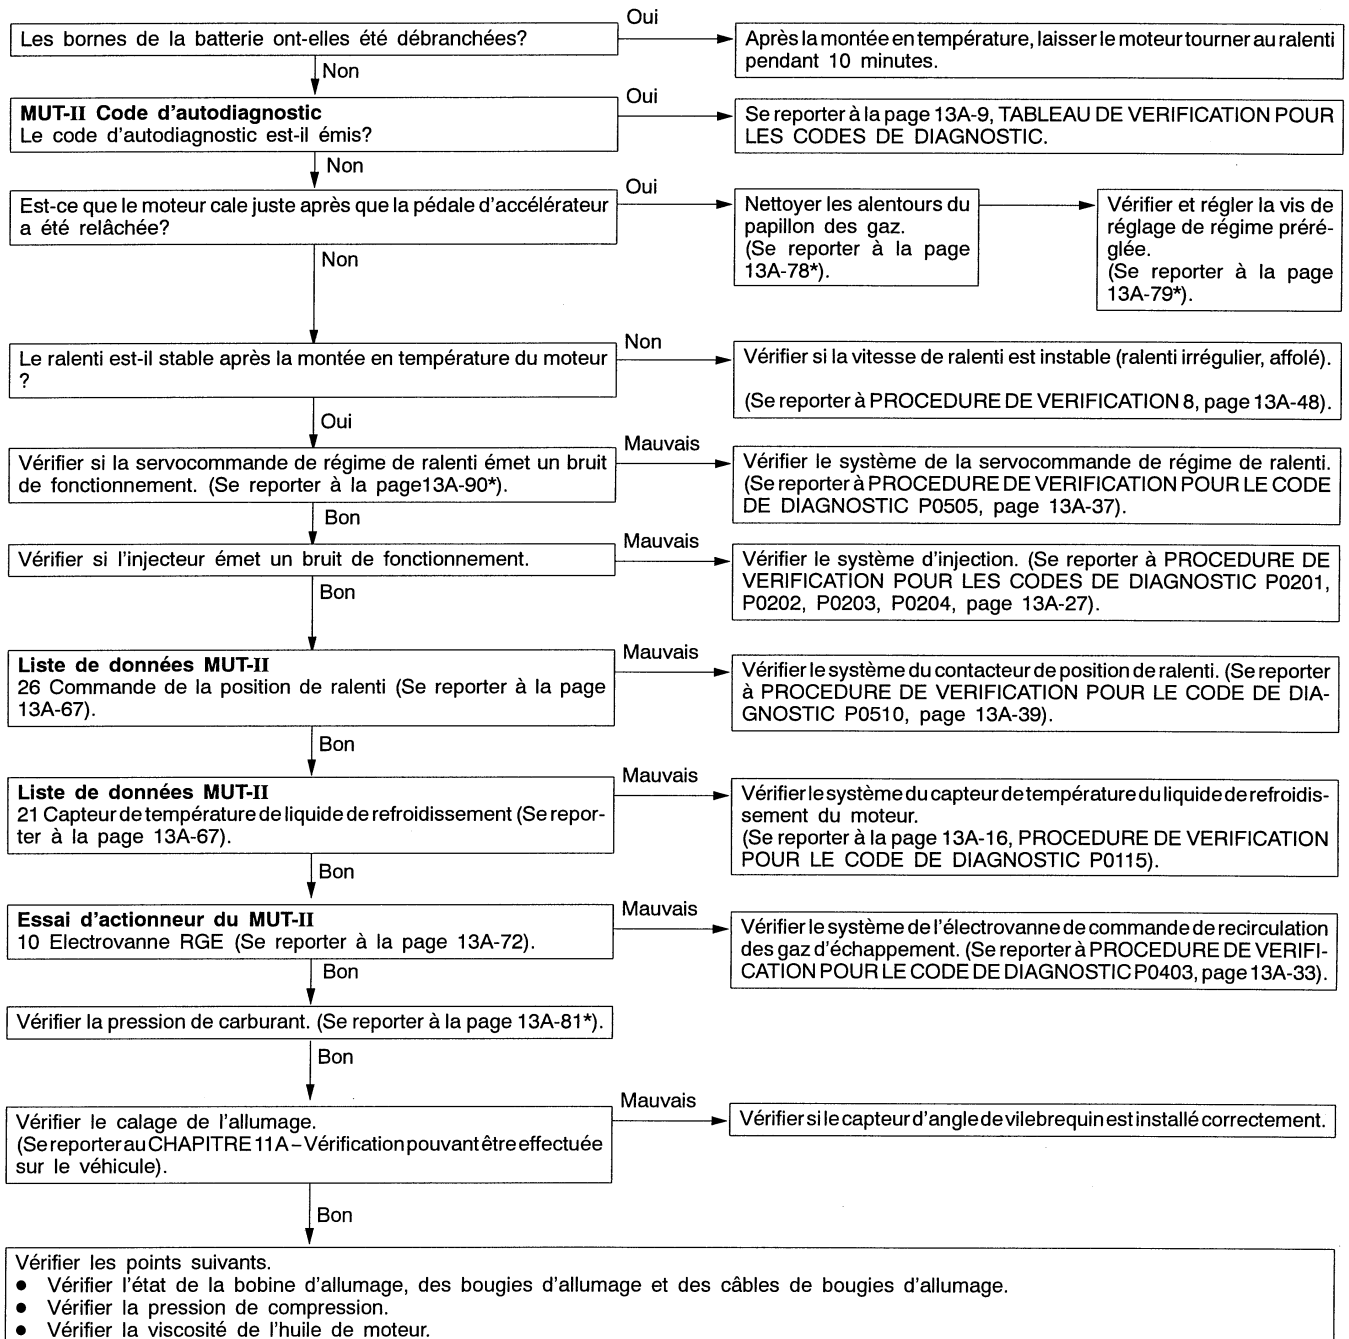 Les bornes de la batterie ont-elles été débranchées?
Oui
Après la montée en température, laisser le moteur tourner au ralenti
pendant 10 minutes.
Non
MUT-II Code d'autodiagnostic
Le code d'autodiagnostic est-il émis?
Oui
Se reporter à la page 13A-9, TABLEAU DE VERIFICATION POUR
LES CODES DE DIAGNOSTIC.
Non
Est-ce que le moteur cale juste après que la pédale d'accélérateur
a été relâchée?
Oui
Nettoyer les alentours du
papillon des gaz.
(Se reporter à la page
13A-78*).
Vérifier et régler la vis de
réglage de régime préré-
glée.
(Se reporter à la page
13A-79*).
Non
Le ralenti est-il stable après la montée en température du moteur
?
Non
Vérifier si la vitesse de ralenti est instable (ralenti irrégulier, affolé).
(Se reporter à PROCEDURE DE VERIFICATION 8, page 13A-48).
Oui
Vérifier si la servocommande de régime de ralenti émet un bruit
de fonctionnement. (Se reporter à la page13A-90*).
Mauvais
Vérifier le système de la servocommande de régime de ralenti.
(Se reporter à PROCEDURE DE VERIFICATION POUR LE CODE
DE DIAGNOSTIC P0505, page 13A-37).
Bon
Vérifier si l'injecteur émet un bruit de fonctionnement.
Mauvais
Vérifier le système d'injection. (Se reporter à PROCEDURE DE
VERIFICATION POUR LES CODES DE DIAGNOSTIC P0201,
P0202, P0203, P0204, page 13A-27).
Bon
Liste de données MUT-II
26 Commande de la position de ralenti (Se reporter à la page
13A-67).
Mauvais
Vérifier le système du contacteur de position de ralenti. (Se reporter
à PROCEDURE DE VERIFICATION POUR LE CODE DE DIA-
GNOSTIC P0510, page 13A-39).
Bon
Liste de données MUT-II
21 Capteur de température de liquide de refroidissement (Se repor-
ter à la page 13A-67).
Mauvais
Vérifier le système du capteur de température du liquide de refroidis-
sement du moteur.
(Se reporter à la page 13A-16, PROCEDURE DE VERIFICATION
POUR LE CODE DE DIAGNOSTIC P0115).
Bon
Essai d'actionneur du MUT-II
10 Electrovanne RGE (Se reporter à la page 13A-72).
Mauvais
Vérifier le système de l'électrovanne de commande de recirculation
des gaz d'échappement. (Se reporter à PROCEDURE DE VERIFI-
CATION POUR LE CODE DE DIAGNOSTIC P0403, page 13A-33).
Bon
Vérifier la pression de carburant. (Se reporter à la page 13A-81*).
Bon
Vérifier le calage de l'allumage.
(Se reporter au CHAPITRE 11A – Vérification pouvant être effectuée
sur le véhicule).
Mauvais
Vérifier si le capteur d'angle de vilebrequin est installé correctement.
Bon
Vérifier les points suivants.
● Vérifier l'état de la bobine d'allumage, des bougies d'allumage et des câbles de bougies d'allumage.
● Vérifier la pression de compression.
● Vérifier la viscosité de l'huile de moteur.